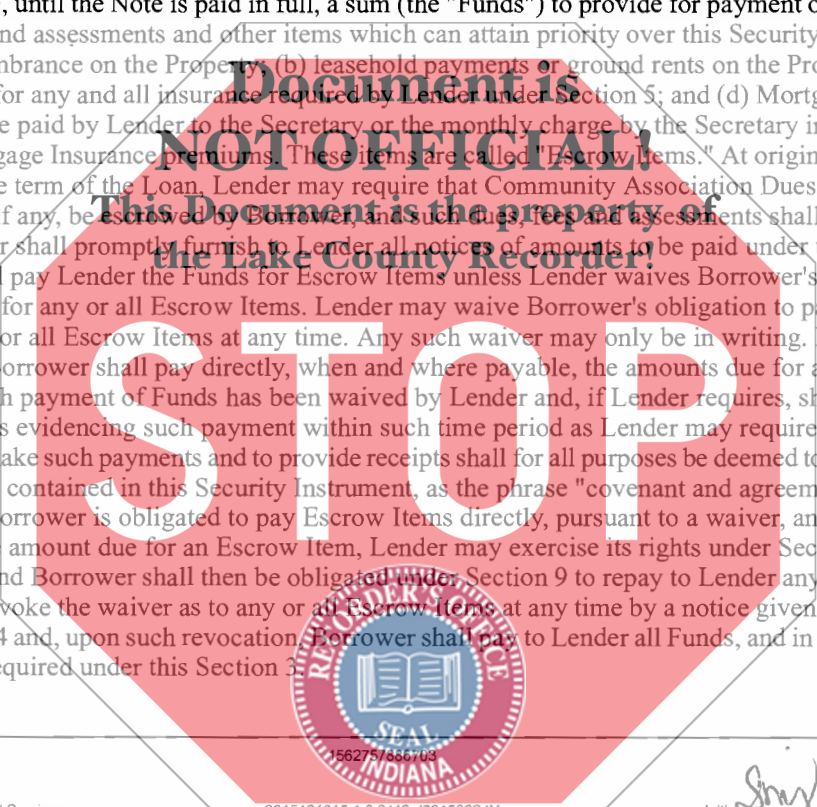 , until the Note is paid in full, a sum (the "Funds") to provide for payment o
nd assessments and other items which can attain priority over this Security
mbrance on the Property; (b) leasehold payments or ground rents on the Pro
for any and all insurance required by Lender under Section 5; and (d) Mortg
e paid by Lender to the Secretary or the monthly charge by the Secretary i
gage Insurance premiums. These items are called "Escrow Items." At origin
e term of the Loan, Lender may require that Community Association Dues
if any, be escrowed by Borrower, and such dues, fees and assessments shall
r shall promptly furnish to Lender all notices of amounts to be paid under
l pay Lender the Funds for Escrow Items unless Lender waives Borrower's
for any or all Escrow Items. Lender may waive Borrower's obligation to p
or all Escrow Items at any time. Any such waiver may only be in writing.
orrower shall pay directly, when and where payable, the amounts due for a
h payment of Funds has been waived by Lender and, if Lender requires, sh
s evidencing such payment within such time period as Lender may require
ake such payments and to provide receipts shall for all purposes be deemed to
contained in this Security Instrument, as the phrase "covenant and agreem
orrower is obligated to pay Escrow Items directly, pursuant to a waiver, an
amount due for an Escrow Item, Lender may exercise its rights under Sec
nd Borrower shall then be obligated under Section 9 to repay to Lender any
voke the waiver as to any or all Escrow Items at any time by a notice given
4 and, upon such revocation, Borrower shall pay to Lender all Funds, and in
equired under this Section 3.
Document is
NOT OFFICIAL!
This Document is the property of
the Lake County Recorder!
STOP
RECORDER'S OFFICE
SEAL
INDIANA
1562757886703